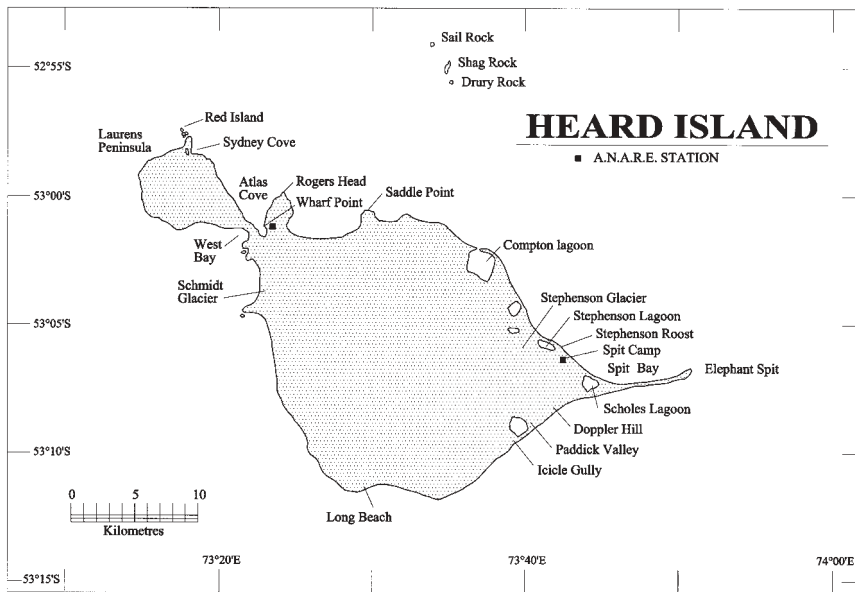 Sail Rock
52°55'S
Shag Rock
Drury Rock
HEARD ISLAND
A.N.A.R.E. STATION
Red Island
Laurens
Peninsula
Sydney Cove
53°00'S
Atlas
Cove
Rogers Head
Wharf Point
Saddle Point
West
Bay
Compton lagoon
Schmidt
Glacier
Stephenson Glacier
Stephenson Lagoon
53°05'S
Stephenson Roost
Spit Camp
Spit Bay
Elephant Spit
Scholes Lagoon
Doppler Hill
Paddick Valley
53°10'S
Icicle Gully
0 5 10
Kilometres
Long Beach
73°20'E
73°40'E
74°00'E
53°15'S